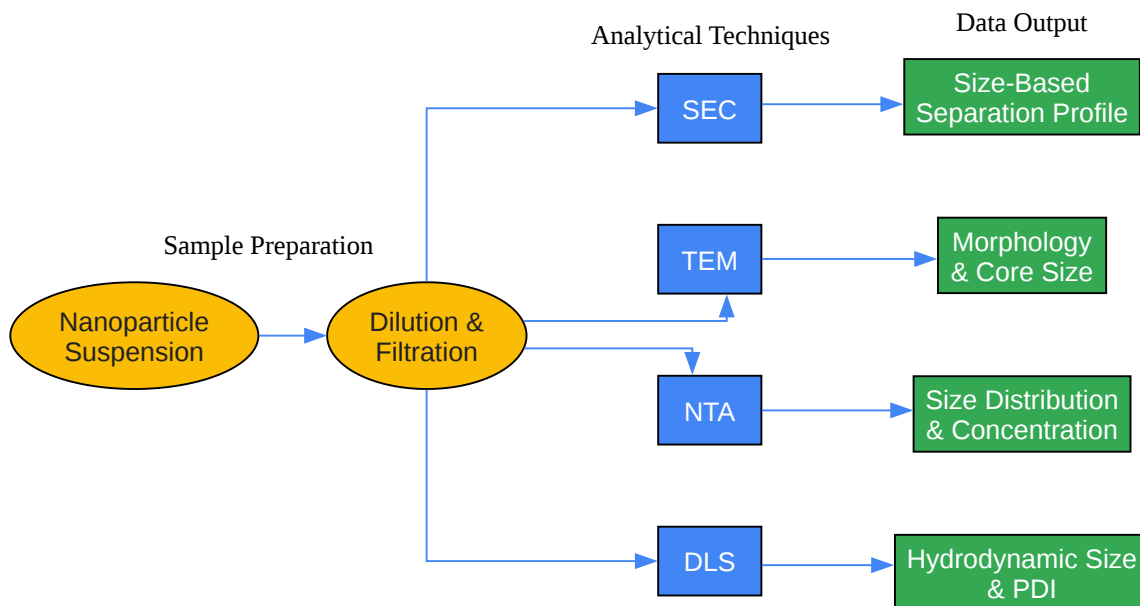 Analytical Techniques
Data Output
SEC
Size-Based
Separation Profile
Sample Preparation
TEM
Morphology
& Core Size
Nanoparticle
Suspension
Dilution &
Filtration
NTA
Size Distribution
& Concentration
DLS
Hydrodynamic Size
& PDI